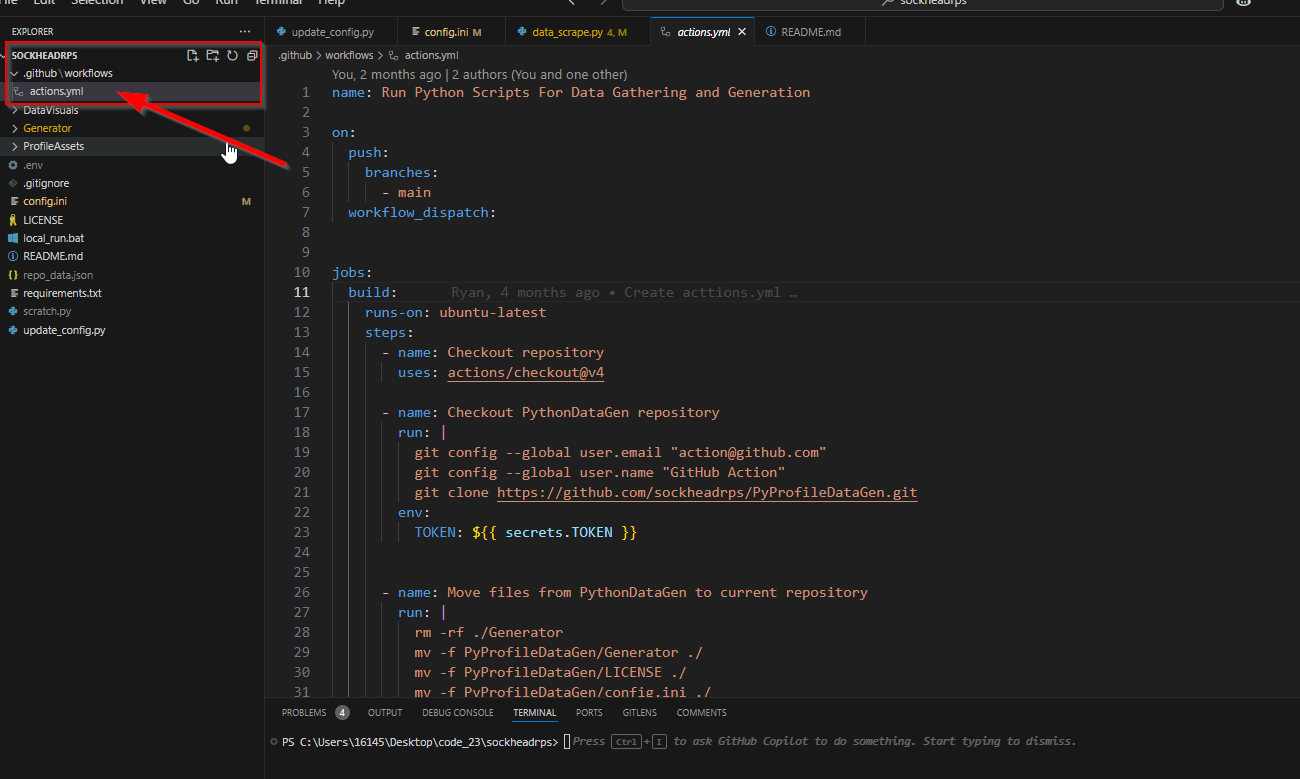 File Edit Selection View Go Run Terminal Help
sockheadrps
EXPLORER
SOCKHEADRPS
.github\workflows
actions.yml
DataVisuals
Generator
ProfileAssets
.env
.gitignore
config.ini M
LICENSE
local_run.bat
README.md
repo_data.json
requirements.txt
scratch.py
update_config.py
update_config.py
config.ini M
data_scrape.py 4, M
actions.yml
README.md
.github > workflows > actions.yml
You, 2 months ago | 2 authors (You and one other)
1 name: Run Python Scripts For Data Gathering and Generation
2
3 on:
4 push:
5 branches:
6 - main
7 workflow_dispatch:
8
9
10 jobs:
11 build: Ryan, 4 months ago • Create acttions.yml …
12 runs-on: ubuntu-latest
13 steps:
14 - name: Checkout repository
15 uses: actions/checkout@v4
16
17 - name: Checkout PythonDataGen repository
18 run: |
19 git config --global user.email "action@github.com"
20 git config --global user.name "GitHub Action"
21 git clone https://github.com/sockheadrps/PyProfileDataGen.git
22 env:
23 TOKEN: ${{ secrets.TOKEN }}
24
25
26 - name: Move files from PythonDataGen to current repository
27 run: |
28 rm -rf ./Generator
29 mv -f PyProfileDataGen/Generator ./
30 mv -f PyProfileDataGen/LICENSE ./
31 mv -f PyProfileDataGen/config.ini ./
PROBLEMS 4 OUTPUT DEBUG CONSOLE TERMINAL PORTS GITLENS COMMENTS
PS C:\Users\16145\Desktop\code_23\sockheadrps> Press Ctrl+I to ask GitHub Copilot to do something. Start typing to dismiss.